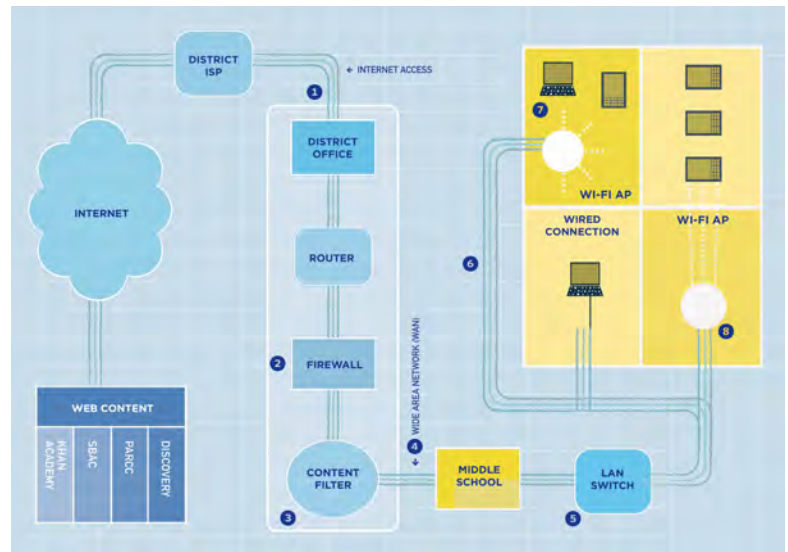 DISTRICT
ISP
← INTERNET ACCESS
1
DISTRICT
OFFICE
INTERNET
ROUTER
2
FIREWALL
WEB CONTENT
KHAN
ACADEMY
SBAC
PARCC
DISCOVERY
CONTENT
FILTER
3
WIDE AREA NETWORK (WAN)
4
←
MIDDLE
SCHOOL
LAN
SWITCH
5
6
7
WI-FI AP
WIRED
CONNECTION
WI-FI AP
8